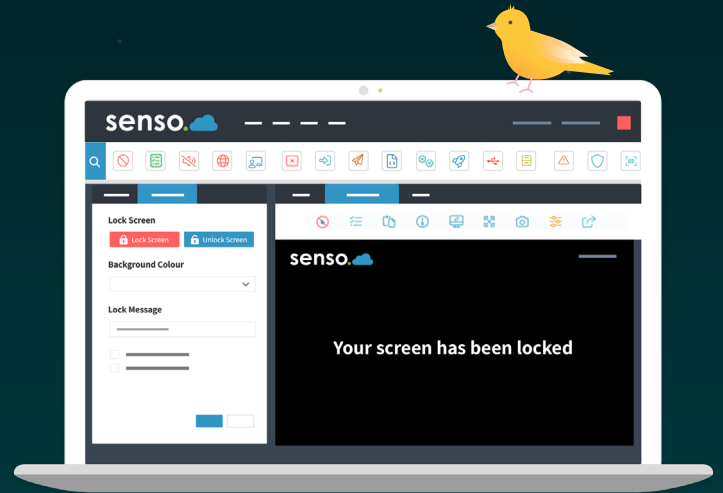 senso.
Lock Screen
Lock Screen
Unlock Screen
Background Colour
Lock Message
senso.
Your screen has been locked